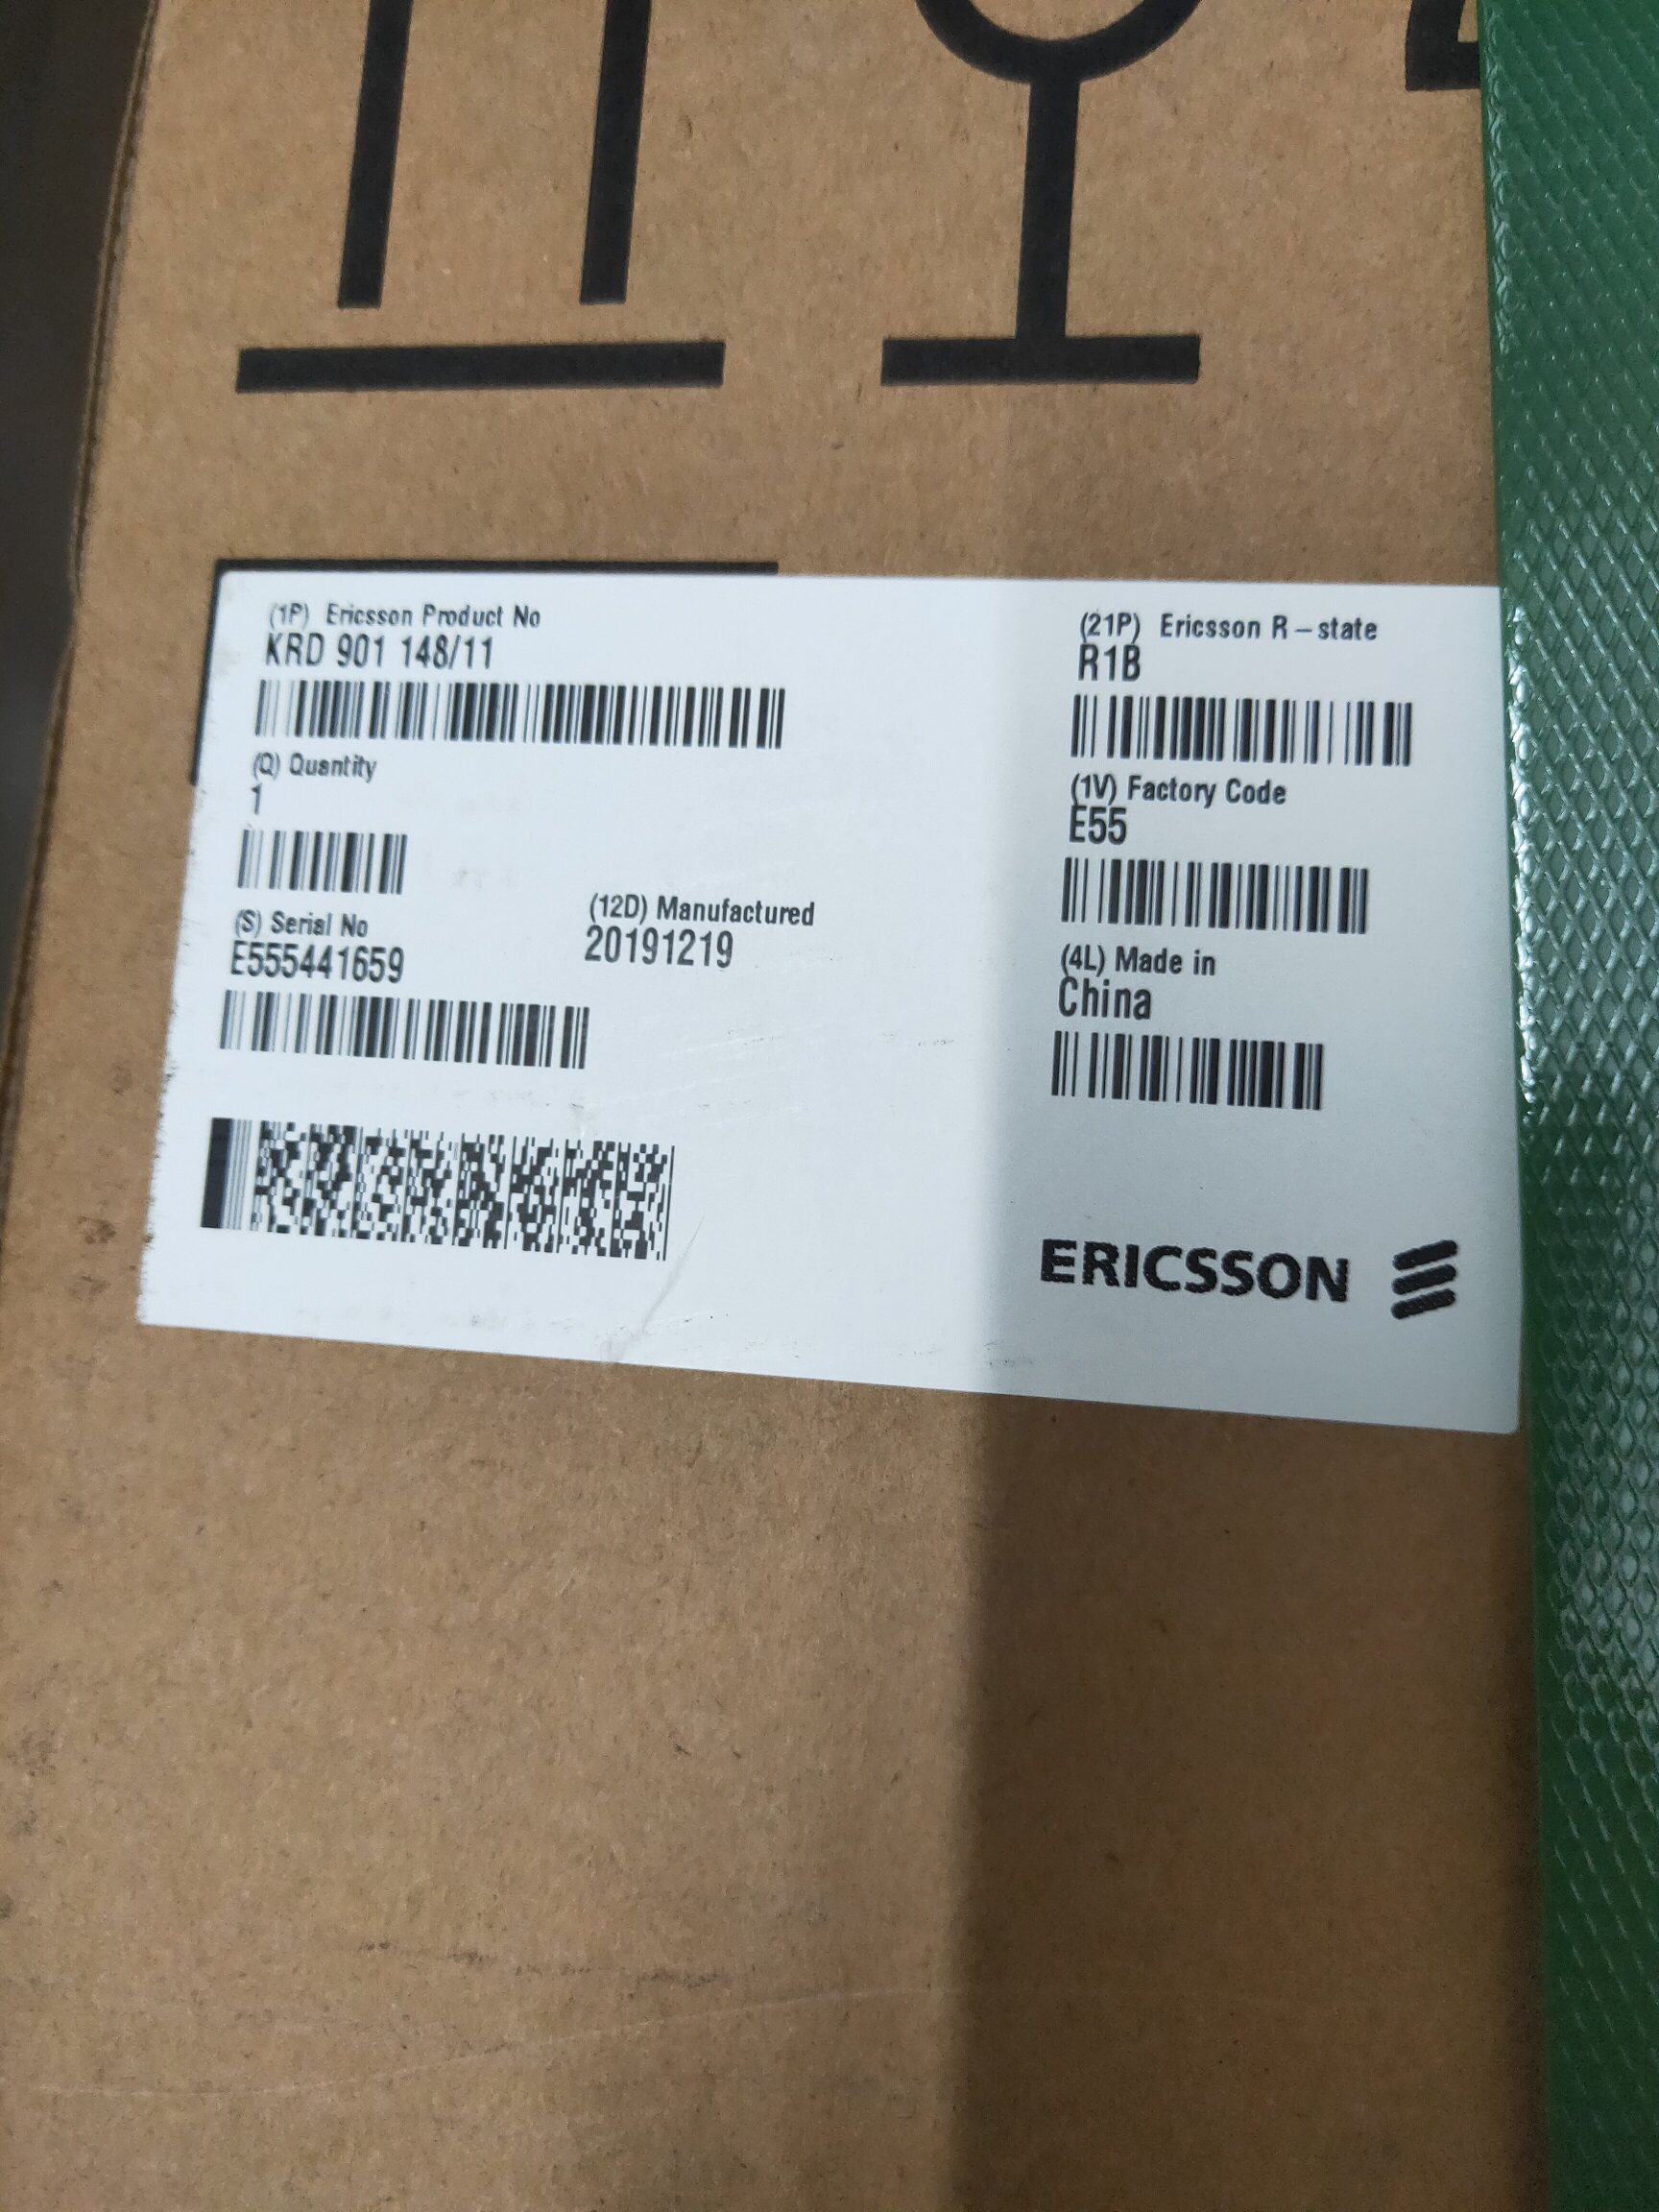 (1P) Ericsson Product No
KRD 901 148/11
(Q) Quantity
1
(S) Serial No
E555441659
(12D) Manufactured
20191219
(21P) Ericsson R-state
R1B
(1V) Factory Code
E55
(4L) Made in
China
ERICSSON